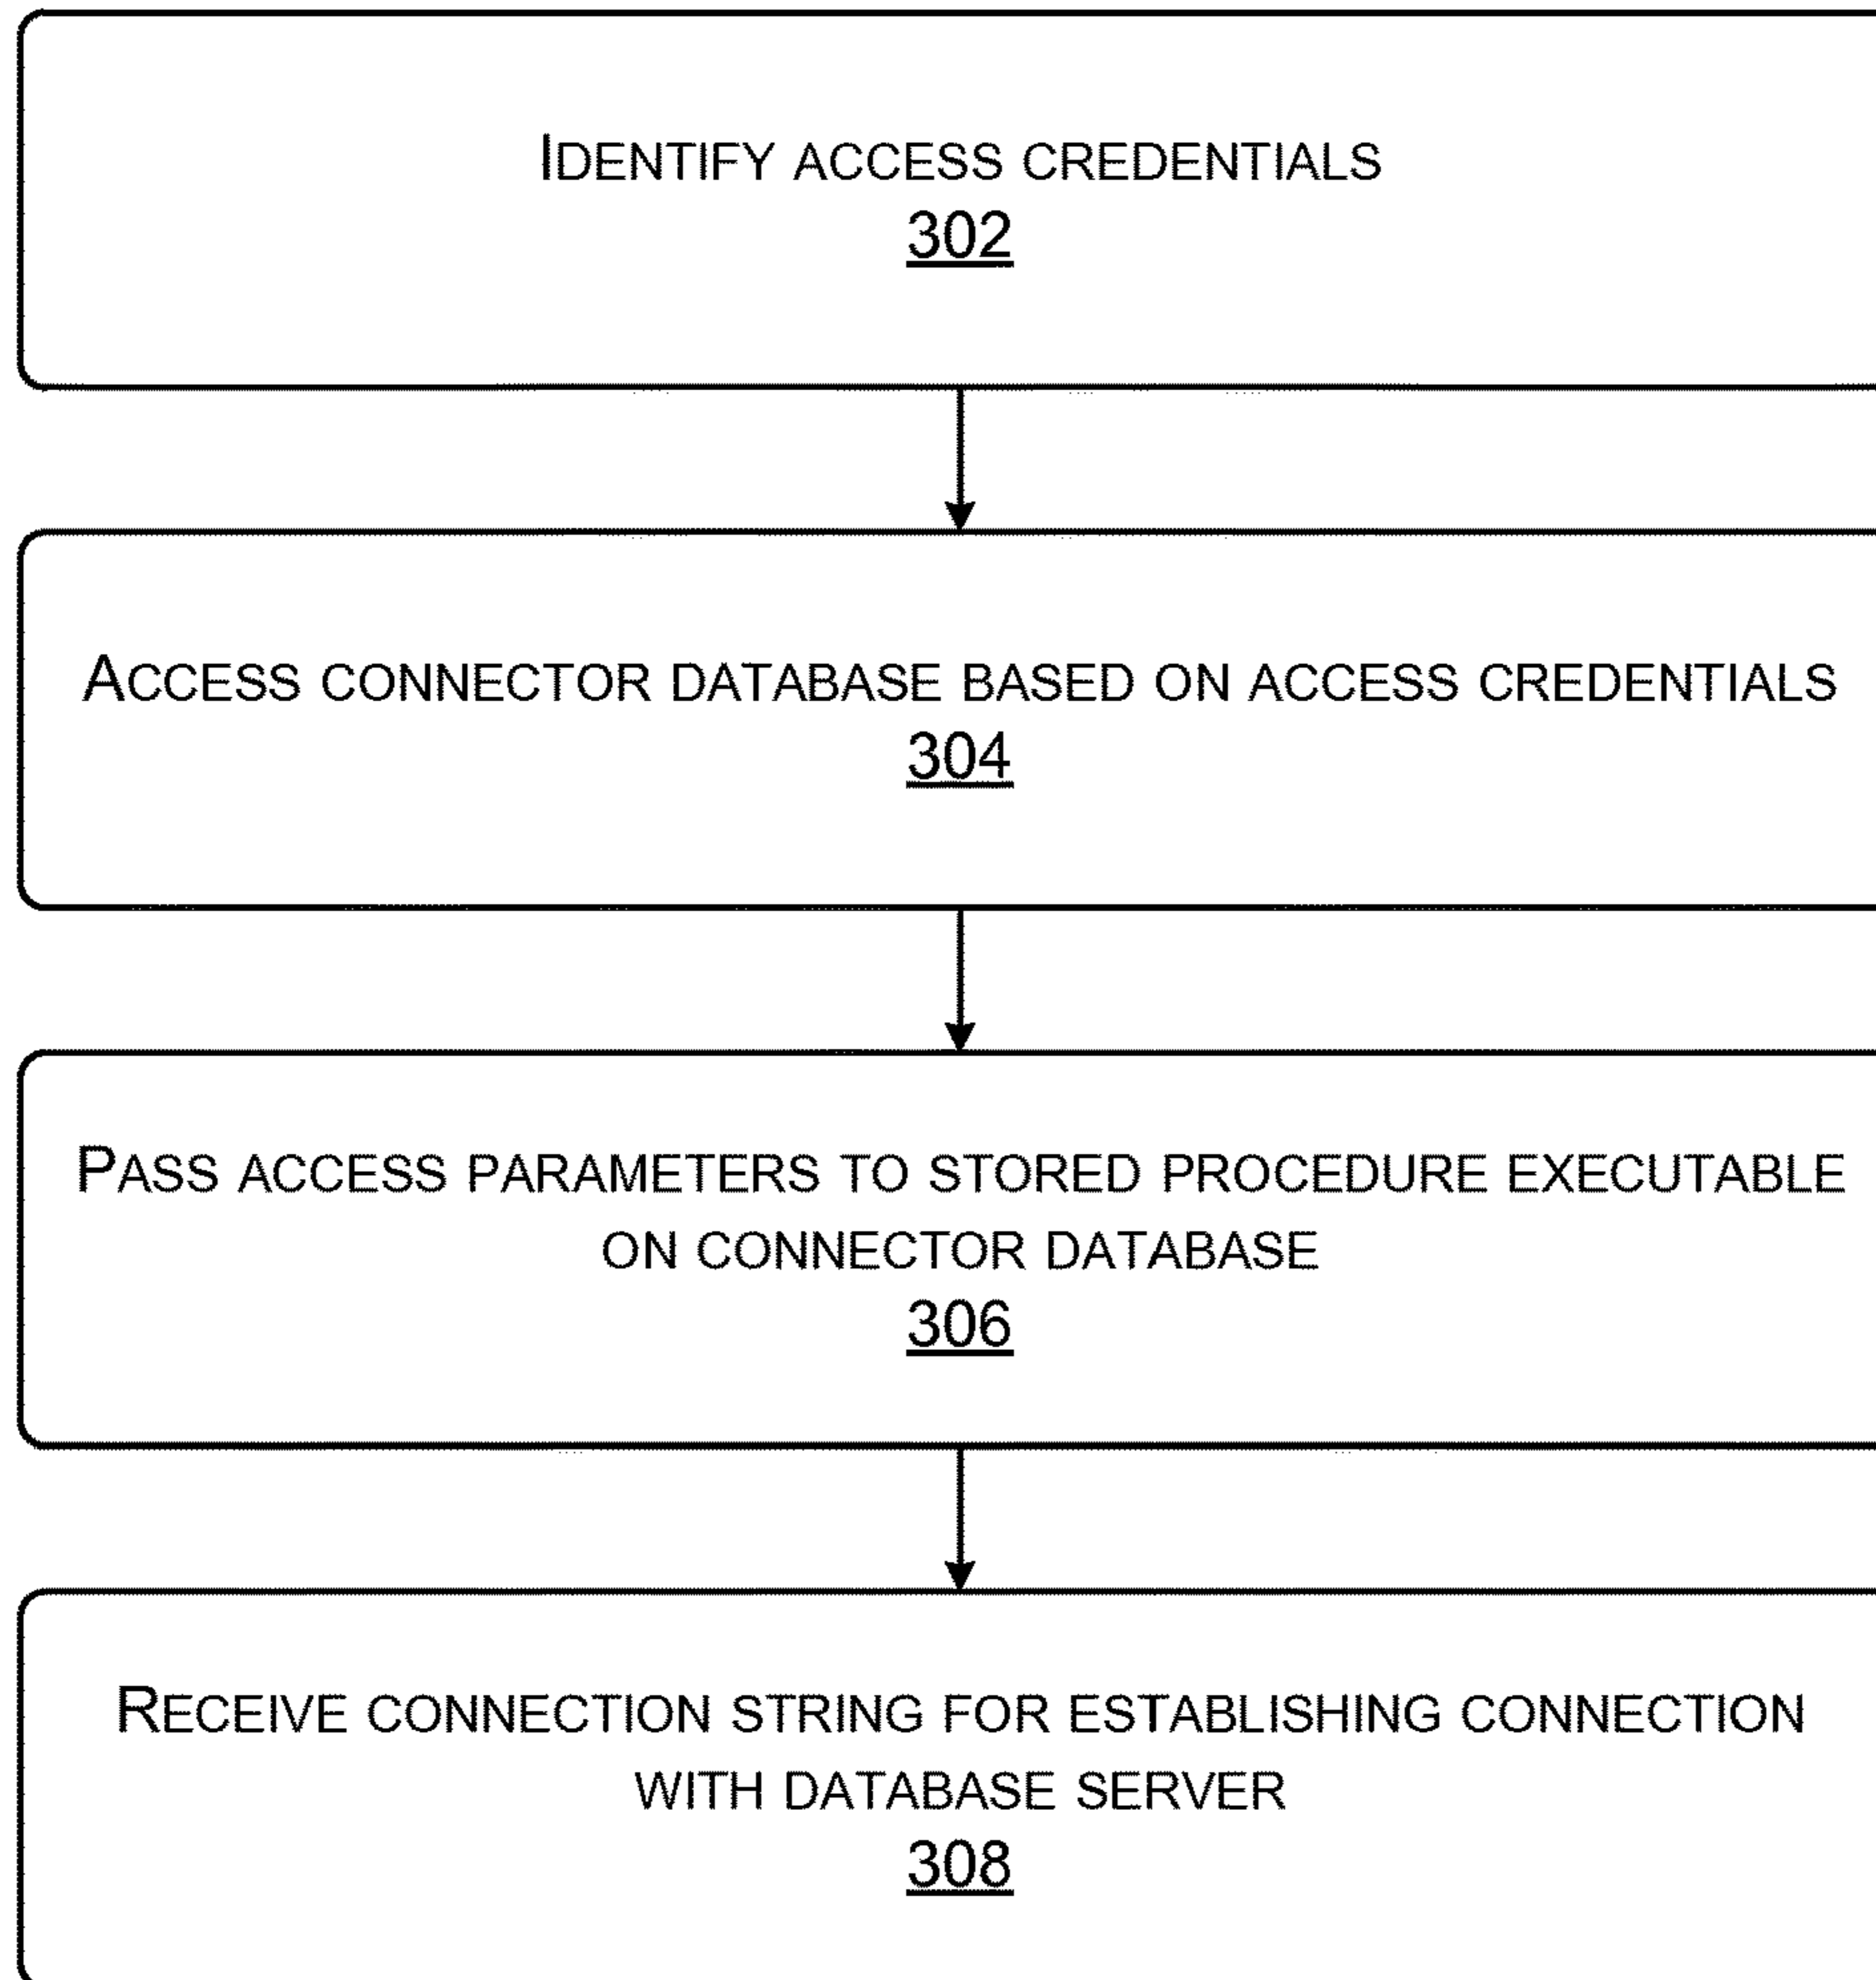 IDENTIFY ACCESS CREDENTIALS
302
ACCESS CONNECTOR DATABASE BASED ON ACCESS CREDENTIALS
304
PASS ACCESS PARAMETERS TO STORED PROCEDURE EXECUTABLE
ON CONNECTOR DATABASE
306
RECEIVE CONNECTION STRING FOR ESTABLISHING CONNECTION
WITH DATABASE SERVER
308